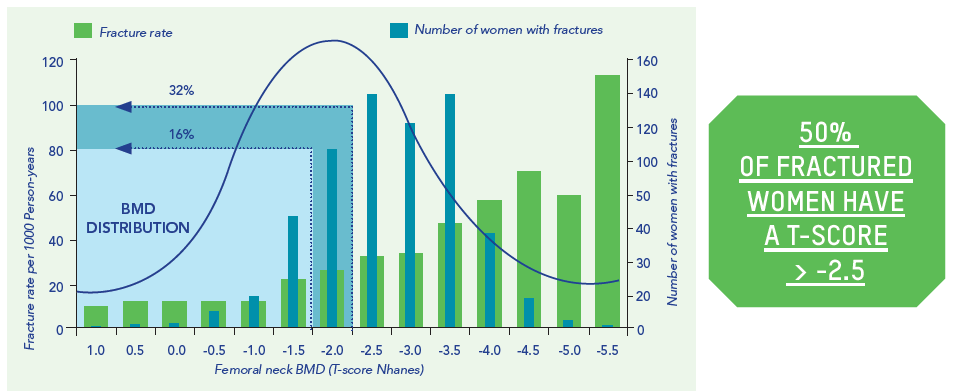 Fracture rate
Number of women with fractures
120
100
80
60
40
20
0
Fracture rate per 1000 Person-years
32%
16%
BMD
DISTRIBUTION
160
140
120
100
50
40
30
20
0
Number of women with fractures
1.0 0.5 0.0 -0.5 -1.0 -1.5 -2.0 -2.5 -3.0 -3.5 -4.0 -4.5 -5.0 -5.5
Femoral neck BMD (T-score Nhanes)
50%
OF FRACTURED
WOMEN HAVE
A T-SCORE
> -2.5